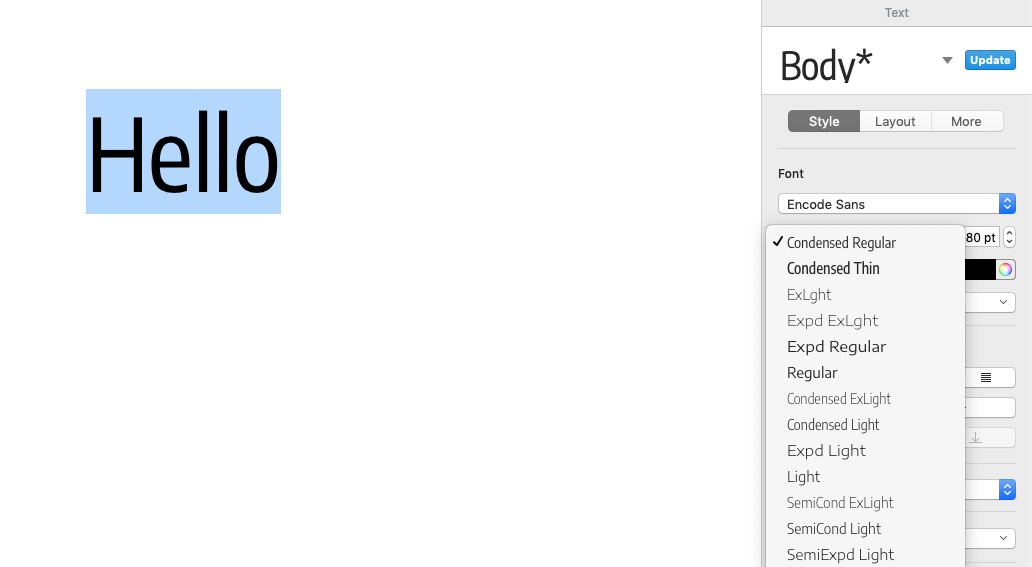 Text
Body*
Update
Style Layout More
Hello
Font
Encode Sans
80 pt
✓ Condensed Regular
Condensed Thin
ExLght
Expd ExLght
Expd Regular
Regular
Condensed ExLight
Condensed Light
Expd Light
Light
SemiCond ExLight
SemiCond Light
SemiExpd Light